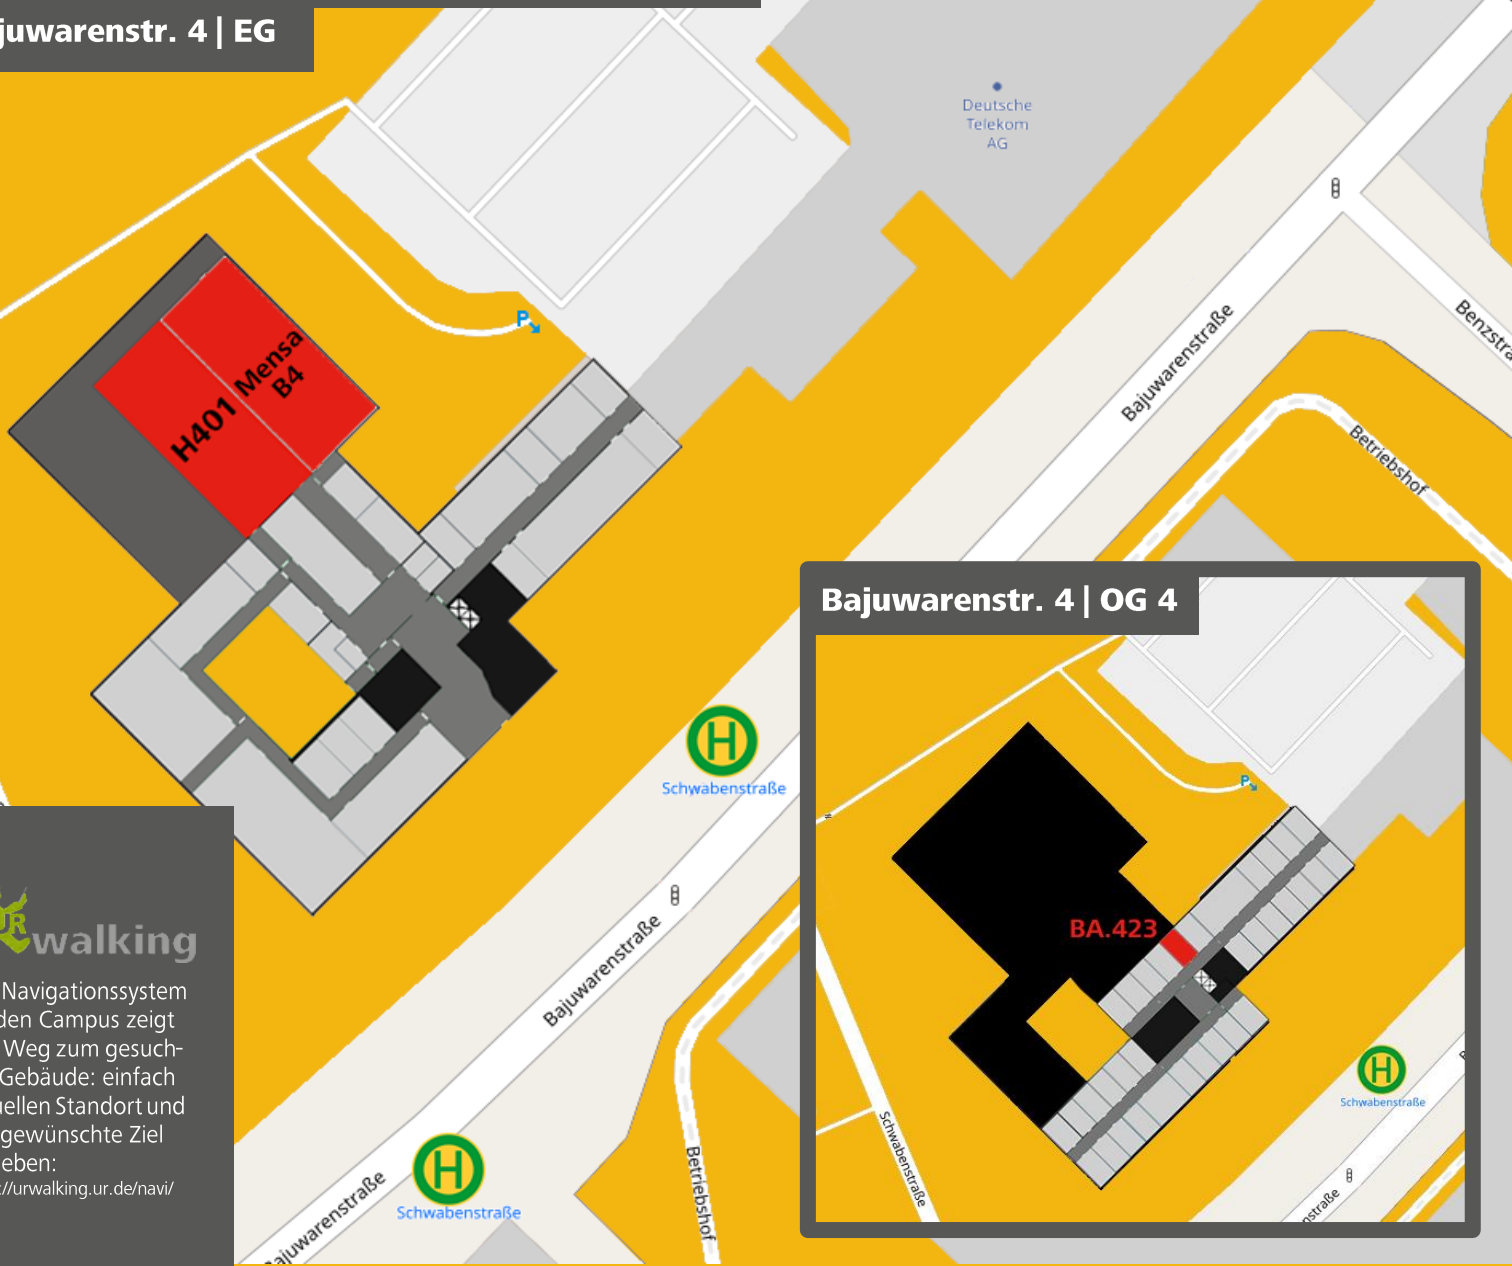 juwarenstr. 4 | EG
Deutsche
Telekom
AG
P
Bajuwarenstraße
Benzstra
Betriebshof
Mensa
B4
H401
H
Schwabenstraße
Bajuwarenstraße
H
Schwabenstraße
Bajuwarenstraße
Betriebshof
UR
walking
Navigationssystem
den Campus zeigt
Weg zum gesuch-
Gebäude: einfach
uellen Standort und
gewünschte Ziel
eben:
://urwalking.ur.de/navi/
Bajuwarenstr. 4 | OG 4
P
BA.423
H
Schwabenstraße
Schwabenstraße
nstraße